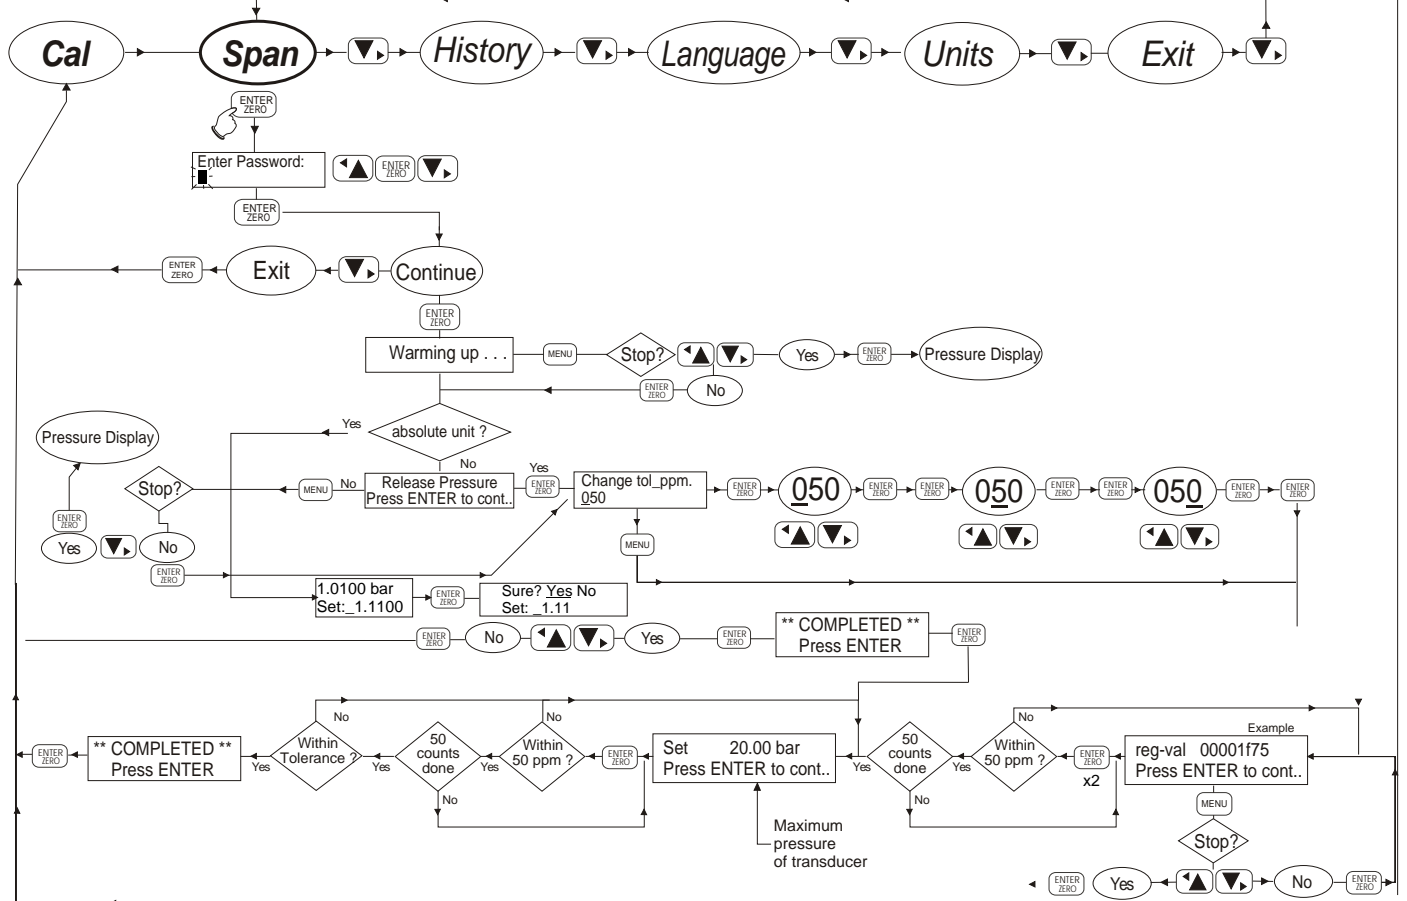 Cal
Span
History
Language
Units
Exit
ENTER
ZERO
Enter Password:
ENTER
ZERO
ENTER
ZERO
ENTER
ZERO
Exit
Continue
ENTER
ZERO
Warming up . . .
MENU
Stop?
Yes
ENTER
ZERO
Pressure Display
ENTER
ZERO
No
Pressure Display
Yes
absolute unit ?
No
Stop?
MENU
No
Release Pressure
Press ENTER to cont..
Yes
ENTER
ZERO
Change tol_ppm.
050
ENTER
ZERO
050
ENTER
ZERO
ENTER
ZERO
050
ENTER
ZERO
ENTER
ZERO
050
ENTER
ZERO
ENTER
ZERO
ENTER
ZERO
Yes
No
ENTER
ZERO
MENU
1.0100 bar
Set:_1.1100
ENTER
ZERO
Sure? Yes No
Set: _1.11
ENTER
ZERO
No
Yes
ENTER
ZERO
** COMPLETED **
Press ENTER
ENTER
ZERO
ENTER
ZERO
** COMPLETED **
Press ENTER
Yes
No
Within
Tolerance ?
Yes
50
counts
done
No
Yes
No
Within
50 ppm ?
ENTER
ZERO
Set 20.00 bar
Press ENTER to cont..
Maximum
pressure
of transducer
Yes
50
counts
done
No
Yes
No
Within
50 ppm ?
ENTER
ZERO
x2
Example
reg-val 00001f75
Press ENTER to cont..
MENU
Stop?
ENTER
ZERO
Yes
No
ENTER
ZERO